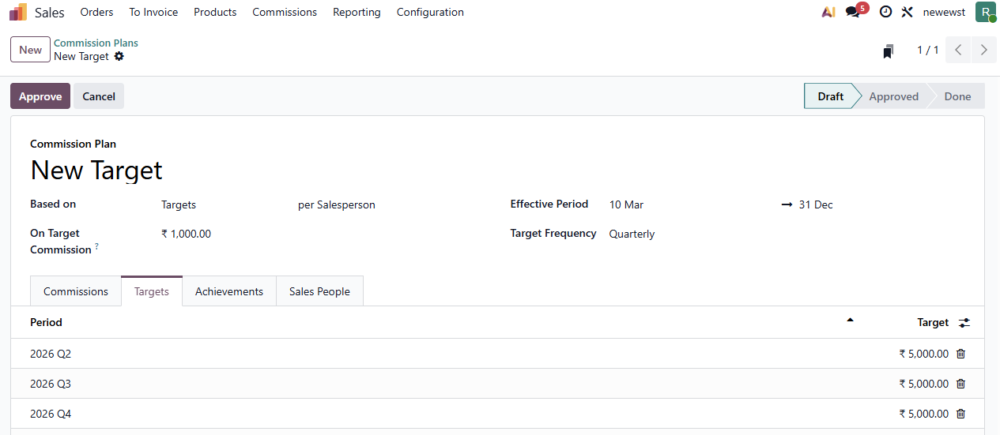 Sales Orders To Invoice Products Commissions Reporting Configuration AI 5 newewst R
New Commission Plans
New Target 1 / 1
Approve Cancel Draft Approved Done
Commission Plan
New Target
Based on Targets per Salesperson Effective Period 10 Mar → 31 Dec
On Target Commission ? ₹ 1,000.00 Target Frequency Quarterly
Commissions Targets Achievements Sales People
Period Target
2026 Q2 ₹ 5,000.00
2026 Q3 ₹ 5,000.00
2026 Q4 ₹ 5,000.00